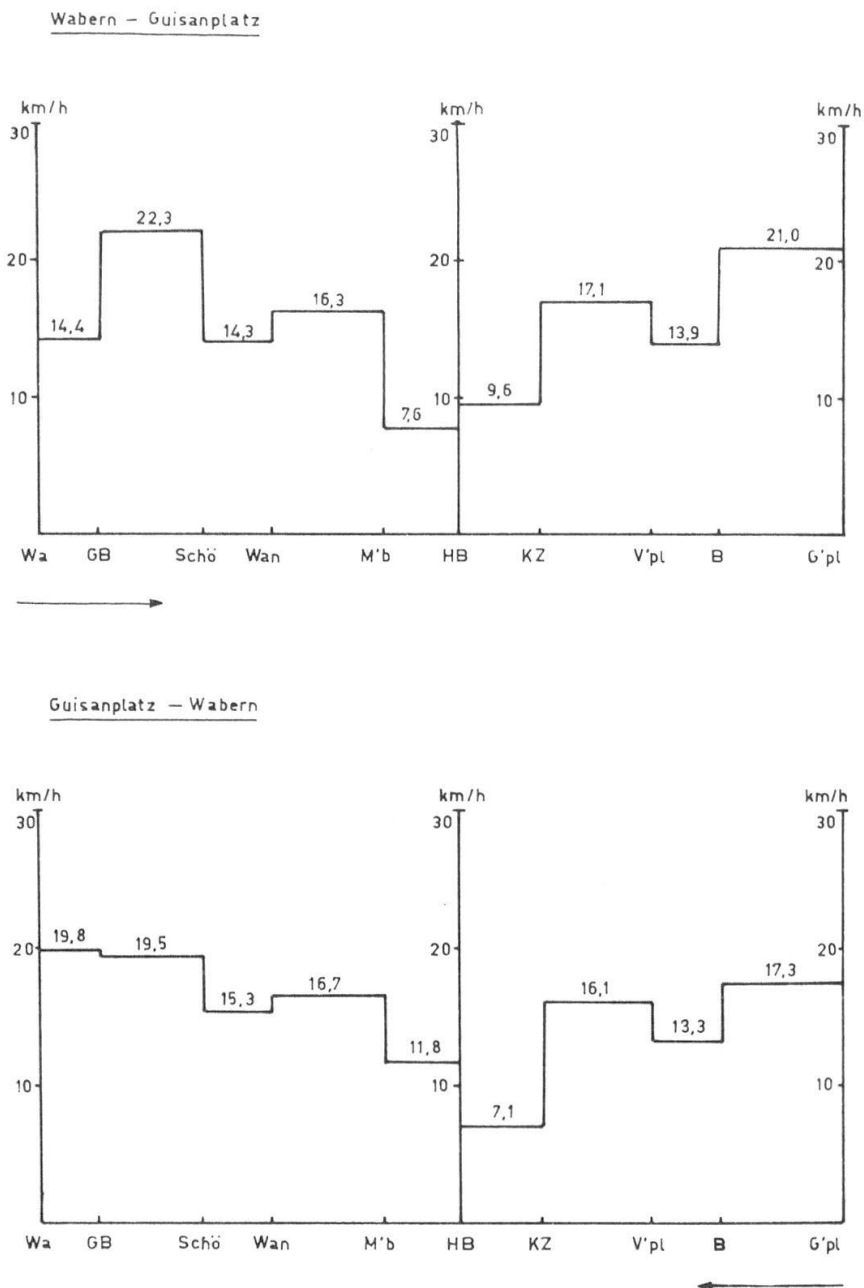 Wabern – Guisanplatz
km/h km/h km/h
30 30 30
22,3 21,0
20 20 20
16,3 17,1
14,4 14,3 13,9
10 10 10
7,6 9,6
Wa GB Schö Wan M'b HB KZ V'pl B G'pl
Guisanplatz – Wabern
km/h km/h km/h
30 30 30
20 19,8 19,5 20 20
15,3 16,7 16,1 17,3
11,8 13,3
10 10 10
7,1
Wa GB Schö Wan M'b HB KZ V'pl B G'pl